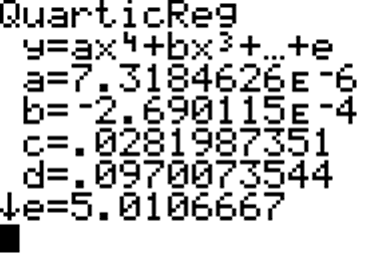 QuarticReg
y=ax⁴+bx³+…+e
a=7.3184626ᴇ-6
b=-2.690115ᴇ-4
c=.0281987351
d=.0970073544
↓e=5.0106667